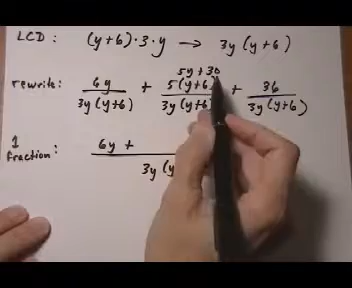 LCD: (y+6)·3·y → 3y(y+6)
5y+30
rewrite: 6y/3y(y+6) + 5(y+6)/3y(y+6) + 36/3y(y+6)
1 fraction: 6y + / 3y(y